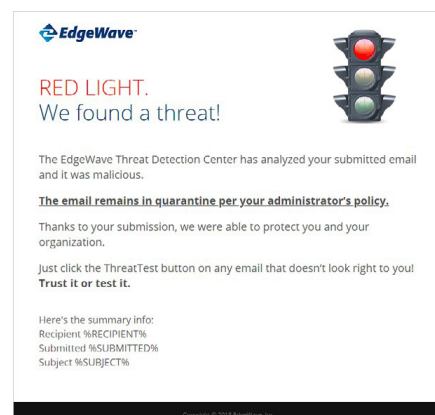 EdgeWave
RED LIGHT.
We found a threat!
The EdgeWave Threat Detection Center has analyzed your submitted email
and it was malicious.
The email remains in quarantine per your administrator's policy.
Thanks to your submission, we were able to protect you and your
organization.
Just click the ThreatTest button on any email that doesn't look right to you!
Trust it or test it.
Here's the summary info:
Recipient %RECIPIENT%
Submitted %SUBMITTED%
Subject %SUBJECT%